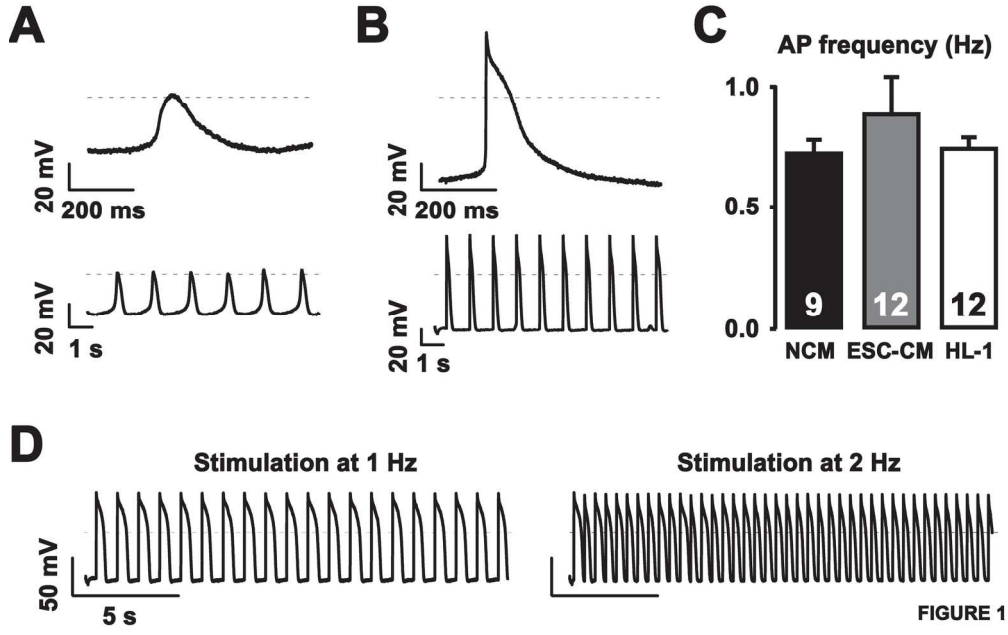 A
20 mV
200 ms
20 mV
1 s
B
20 mV
200 ms
20 mV
1 s
C
AP frequency (Hz)
1.0
0.5
0.0
9
12
12
NCM
ESC-CM
HL-1
D
Stimulation at 1 Hz
Stimulation at 2 Hz
50 mV
5 s
FIGURE 1